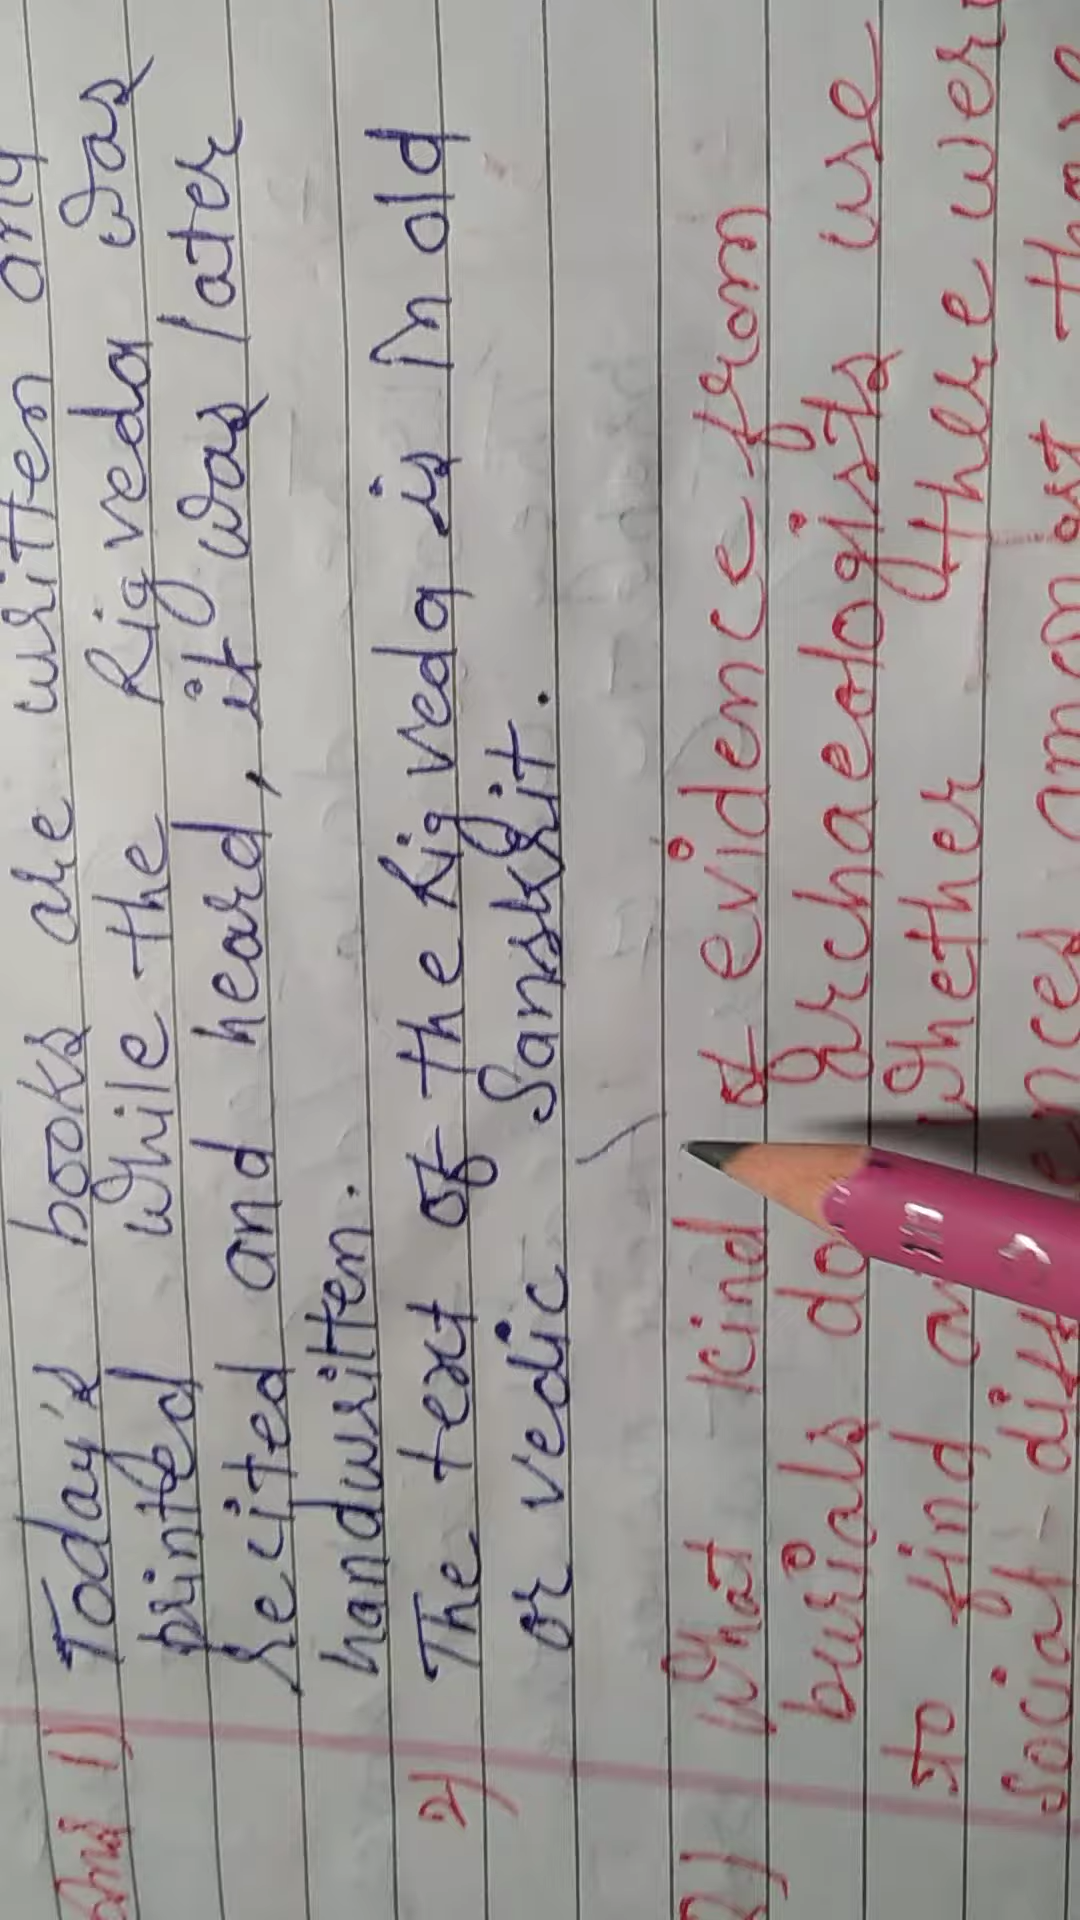 Ans 1) Today's books are written and
printed while the Rigveda was
recited and heard, it was later
handwritten.
2) The text of the Rigveda is in old
or vedic Sanskrit.
2) What kind of evidence from
burials do archaeologists use
to find whether there were
social amongst